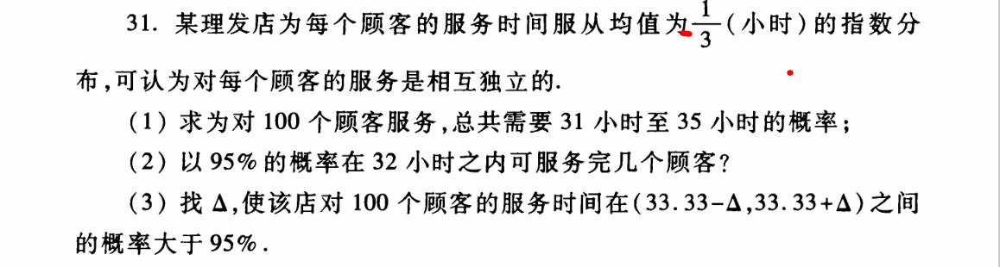 31. 某理发店为每个顾客的服务时间服从均值为1/3(小时)的指数分
布,可认为对每个顾客的服务是相互独立的.
(1) 求为对 100 个顾客服务,总共需要 31 小时至 35 小时的概率;
(2) 以 95% 的概率在 32 小时之内可服务完几个顾客?
(3) 找 Δ,使该店对 100 个顾客的服务时间在(33.33-Δ,33.33+Δ)之间
的概率大于 95%.